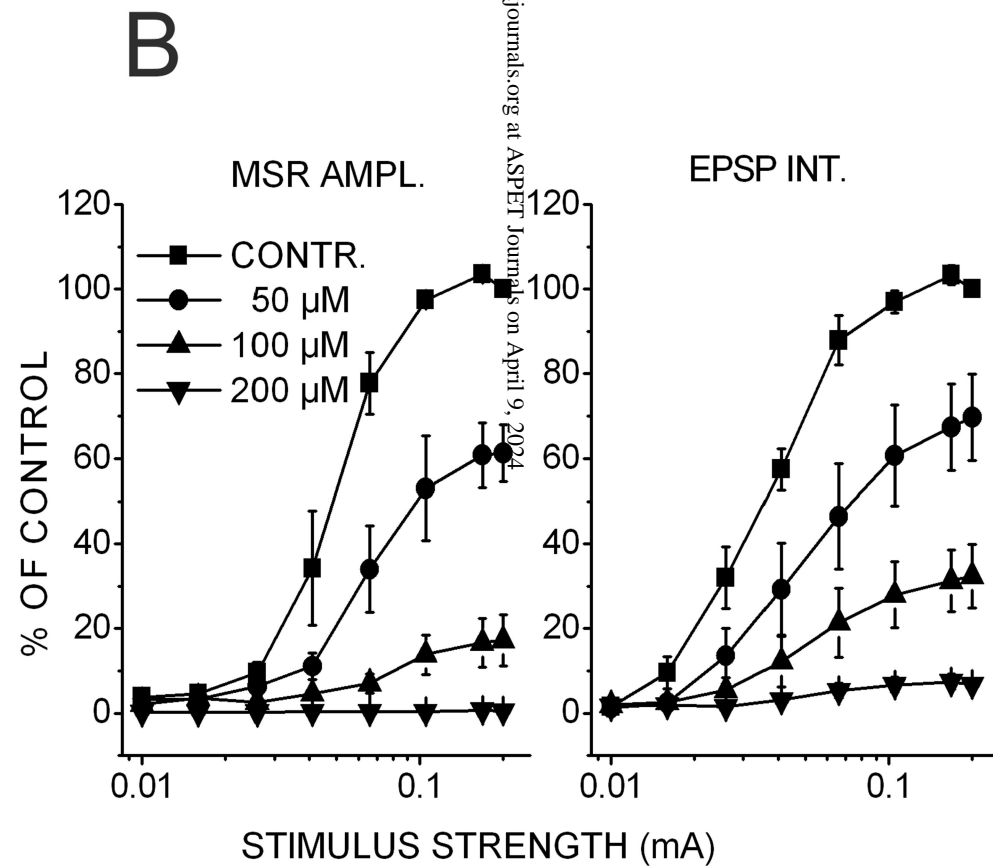 B
journals.org at ASPET Journals on April 9, 2024
MSR AMPL.
EPSP INT.
% OF CONTROL
120
100
80
60
40
20
0
CONTR.
50 µM
100 µM
200 µM
0.01
0.1
120
100
80
60
40
20
0
0.01
0.1
STIMULUS STRENGTH (mA)